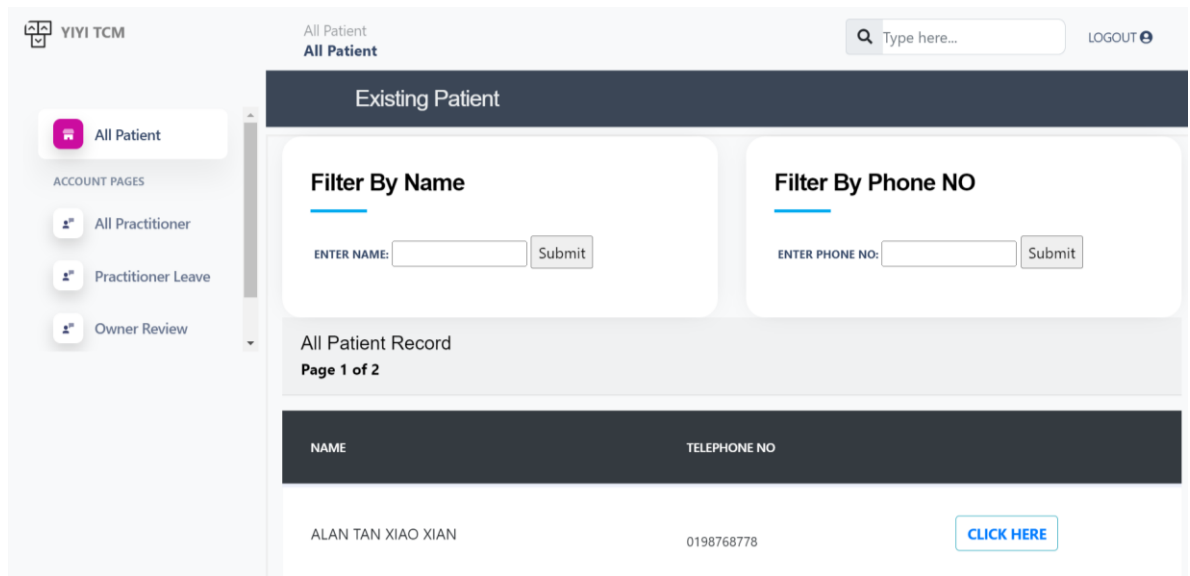 YIYI TCM
All Patient
All Patient
Type here...
LOGOUT
All Patient
ACCOUNT PAGES
All Practitioner
Practitioner Leave
Owner Review
Existing Patient
Filter By Name
ENTER NAME: Submit
Filter By Phone NO
ENTER PHONE NO: Submit
All Patient Record
Page 1 of 2
NAME TELEPHONE NO
ALAN TAN XIAO XIAN 0198768778 CLICK HERE